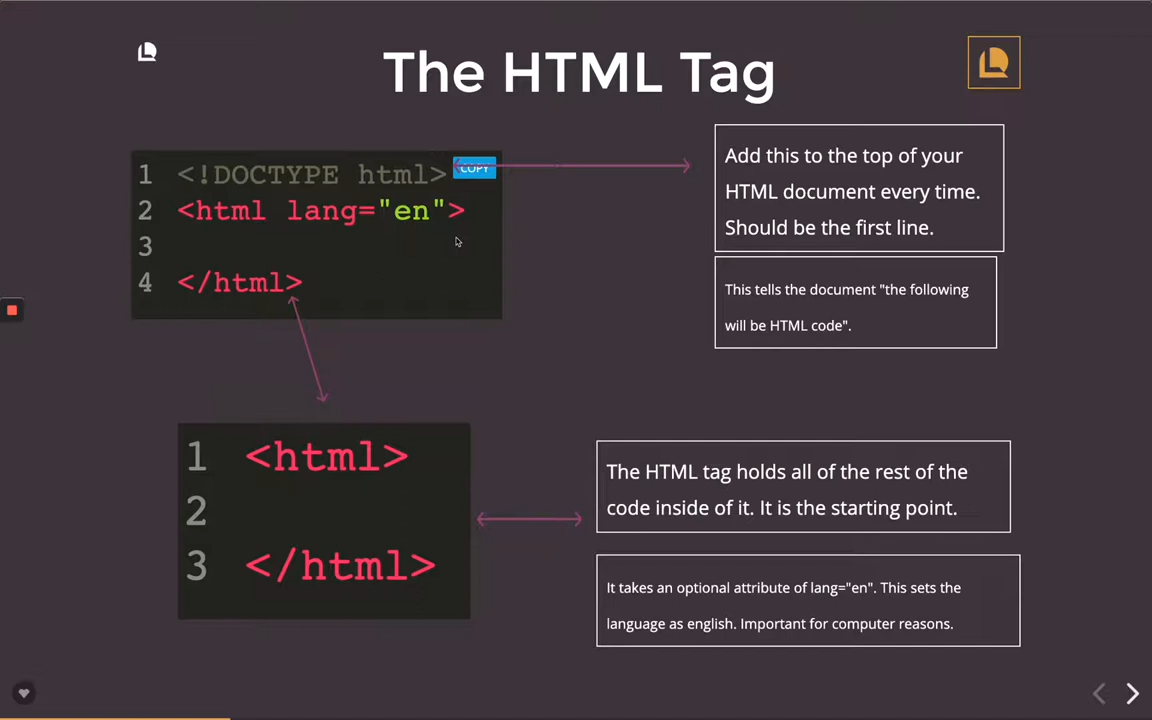 The HTML Tag
1 <!DOCTYPE html>
COPY
2 <html lang="en">
3
4 </html>
Add this to the top of your
HTML document every time.
Should be the first line.
This tells the document "the following
will be HTML code".
1 <html>
2
3 </html>
The HTML tag holds all of the rest of the
code inside of it. It is the starting point.
It takes an optional attribute of lang="en". This sets the
language as english. Important for computer reasons.